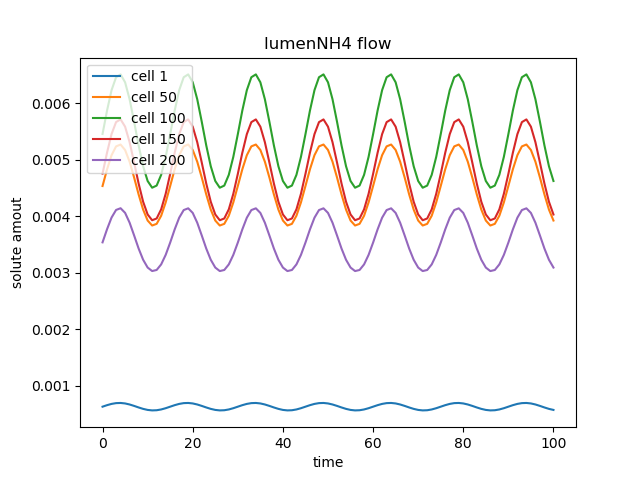 lumenNH4 flow
cell 1
cell 50
cell 100
cell 150
cell 200
0.006
0.005
0.004
0.003
0.002
0.001
solute amout
0 20 40 60 80 100
time